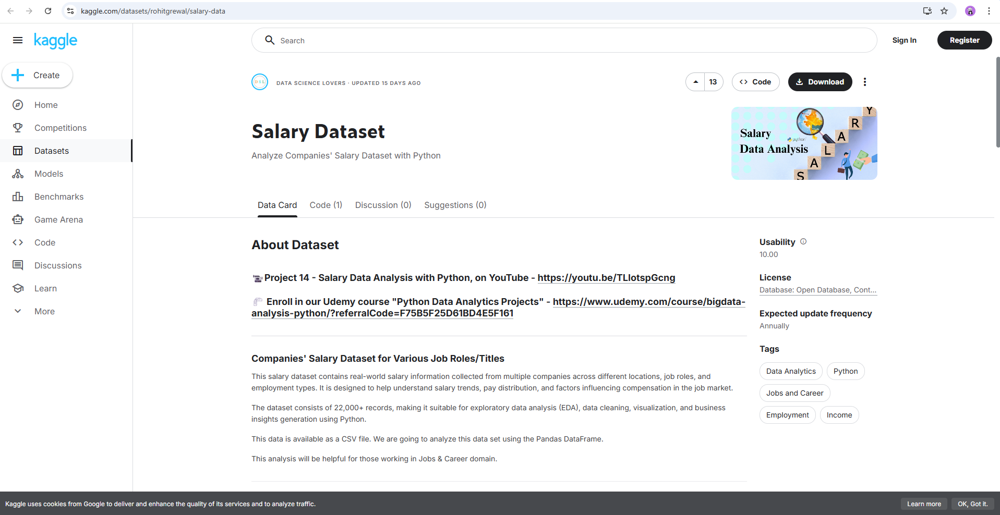 kaggle.com/datasets/rohitgrewal/salary-data
kaggle
Search
Sign In
Register
Create
Home
Competitions
Datasets
Models
Benchmarks
Game Arena
Code
Discussions
Learn
More
DSL
DATA SCIENCE LOVERS · UPDATED 15 DAYS AGO
13
Code
Download
Salary Dataset
Analyze Companies' Salary Dataset with Python
Salary
Data Analysis
python
S
A
L
A
R
Y
Data Card
Code (1)
Discussion (0)
Suggestions (0)
About Dataset
Project 14 - Salary Data Analysis with Python, on YouTube - https://youtu.be/TLlotspGcng
Enroll in our Udemy course "Python Data Analytics Projects" - https://www.udemy.com/course/bigdata-
analysis-python/?referralCode=F75B5F25D61BD4E5F161
Companies' Salary Dataset for Various Job Roles/Titles
This salary dataset contains real-world salary information collected from multiple companies across different locations, job roles, and
employment types. It is designed to help understand salary trends, pay distribution, and factors influencing compensation in the job market.
The dataset consists of 22,000+ records, making it suitable for exploratory data analysis (EDA), data cleaning, visualization, and business
insights generation using Python.
This data is available as a CSV file. We are going to analyze this data set using the Pandas DataFrame.
This analysis will be helpful for those working in Jobs & Career domain.
Usability
10.00
License
Database: Open Database, Cont...
Expected update frequency
Annually
Tags
Data Analytics
Python
Jobs and Career
Employment
Income
Kaggle uses cookies from Google to deliver and enhance the quality of its services and to analyze traffic.
Learn more
OK, Got it.